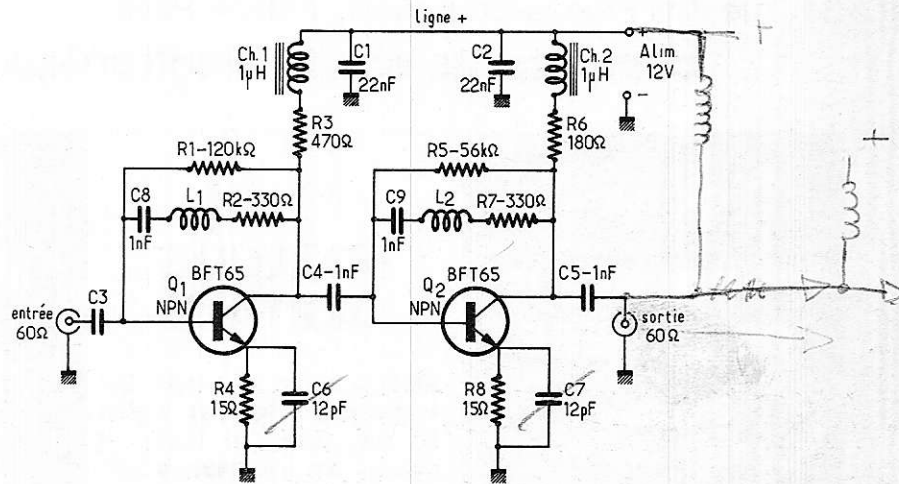 ligne +
Ch.1
1µH
C1
22nF
C2
22nF
Ch.2
1µH
+
Alim.
12V
-
+
R3
470Ω
R6
180Ω
R1-120kΩ
R5-56kΩ
C8
1nF
L1
R2-330Ω
C9
1nF
L2
R7-330Ω
+
entrée
60Ω
C3
Q1
NPN
BFT65
C4-1nF
Q2
NPN
BFT65
C5-1nF
sortie
60Ω
R4
15Ω
C6
12pF
R8
15Ω
C7
12pF